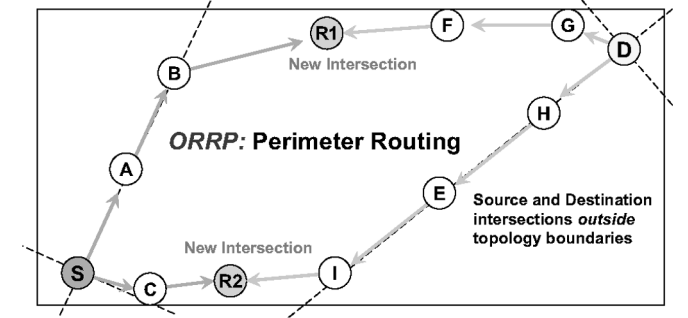 R1
F
G
D
B
New Intersection
H
ORRP: Perimeter Routing
A
E
Source and Destination
intersections outside
topology boundaries
New Intersection
S
C
R2
I